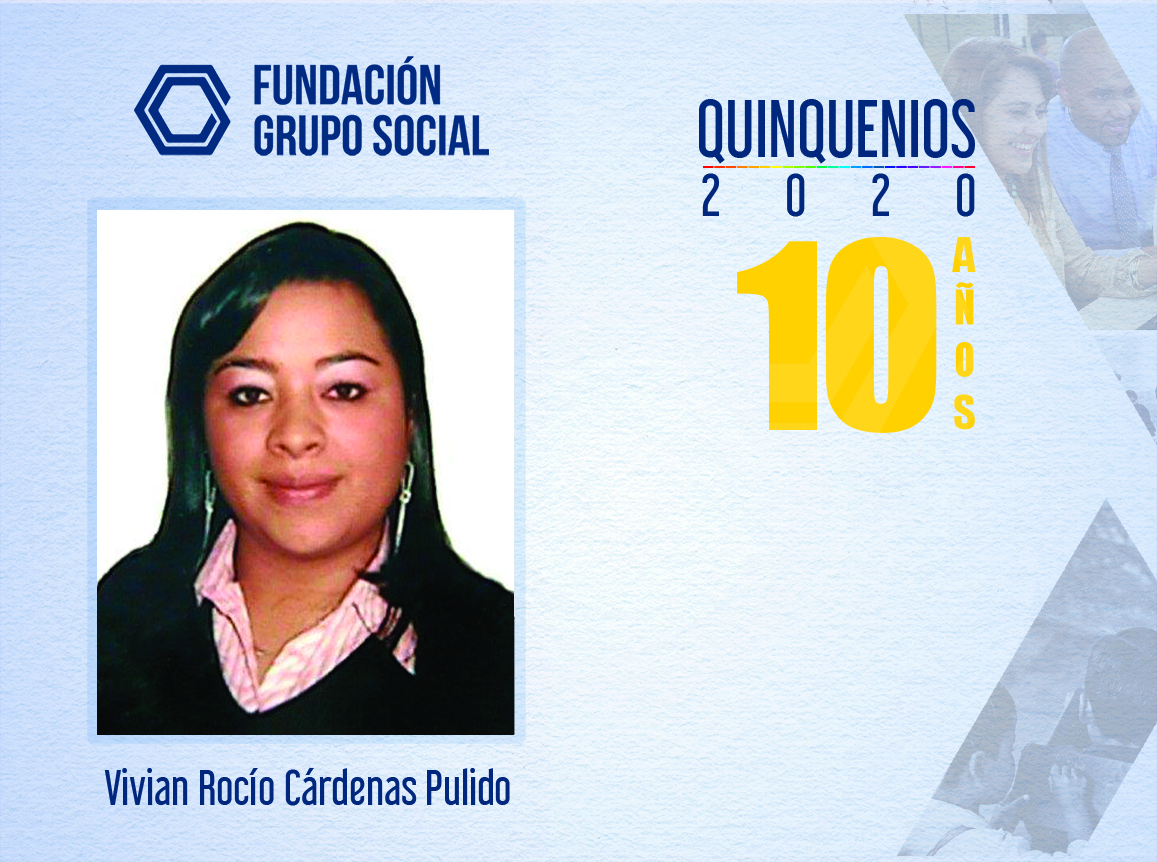 FUNDACIÓN
GRUPO SOCIAL
QUINQUENIOS
2020
10 AÑOS
Vivian Rocío Cárdenas Pulido